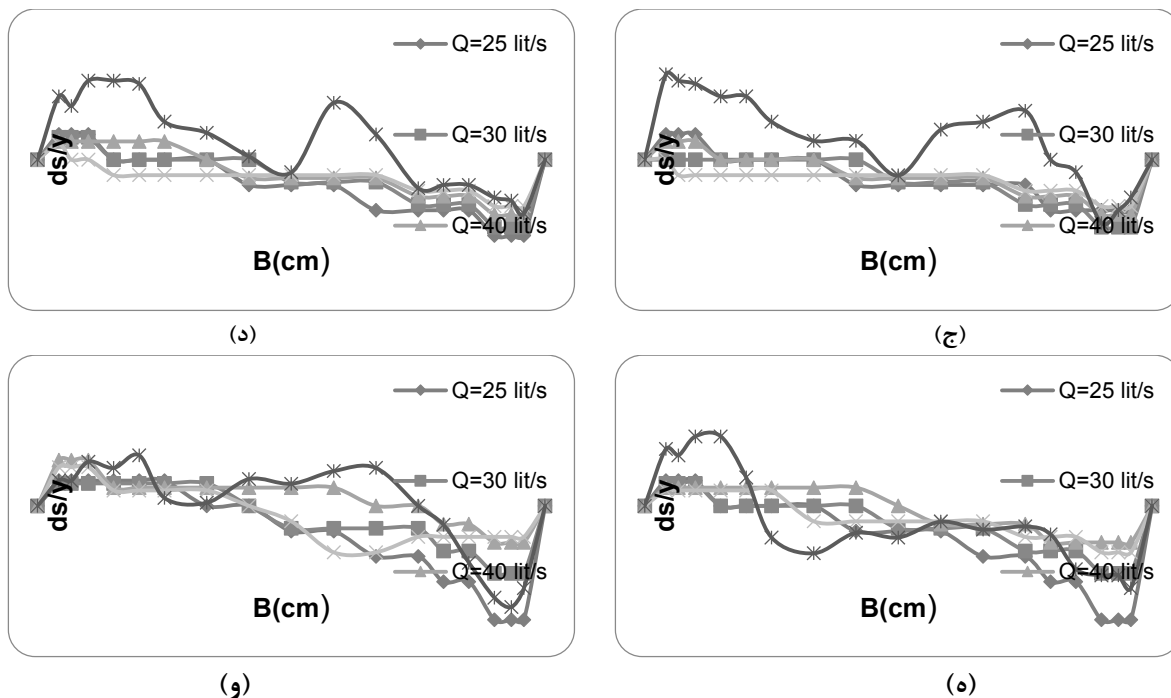 Q=25 lit/s
Q=30 lit/s
Q=40 lit/s
ds/y
B(cm)
(ج)
Q=25 lit/s
Q=30 lit/s
Q=40 lit/s
ds/y
B(cm)
(د)
Q=25 lit/s
Q=30 lit/s
Q=40 lit/s
ds/y
B(cm)
(ه)
Q=25 lit/s
Q=30 lit/s
Q=40 lit/s
ds/y
B(cm)
(و)